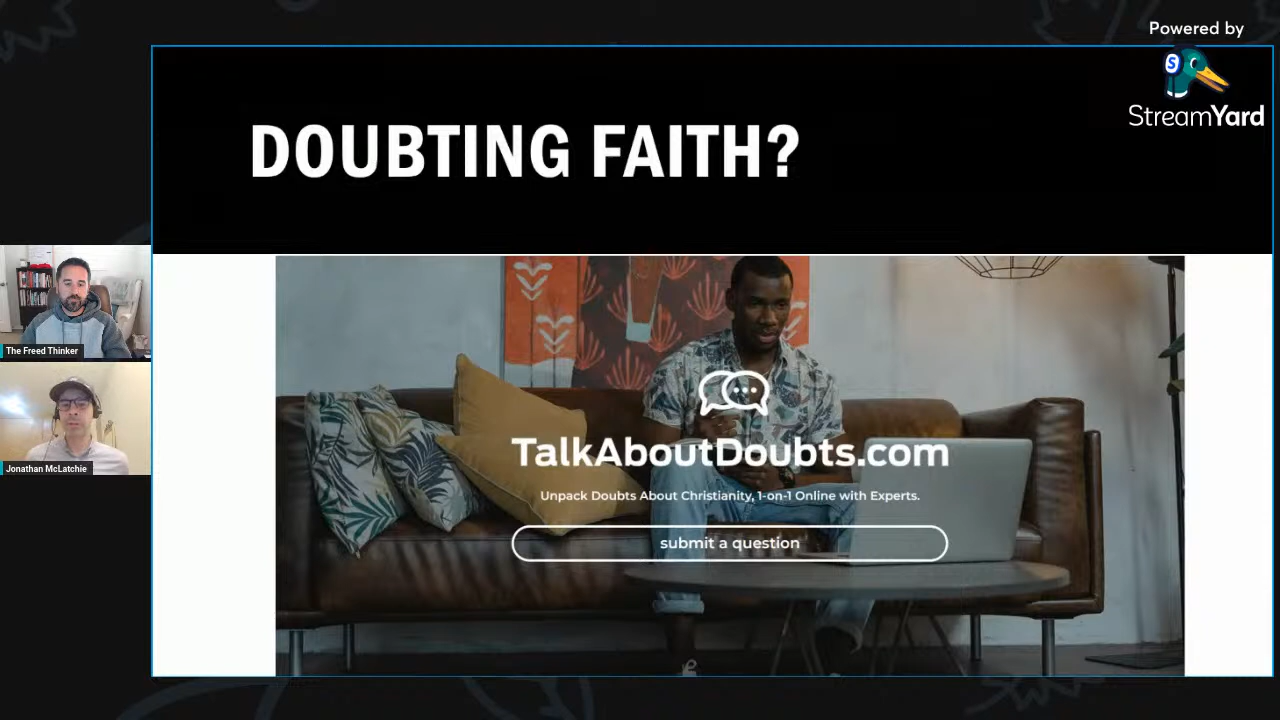 Powered by
S
StreamYard
DOUBTING FAITH?
The Freed Thinker
Jonathan McLatchie
TalkAboutDoubts.com
Unpack Doubts About Christianity, 1-on-1 Online with Experts.
submit a question